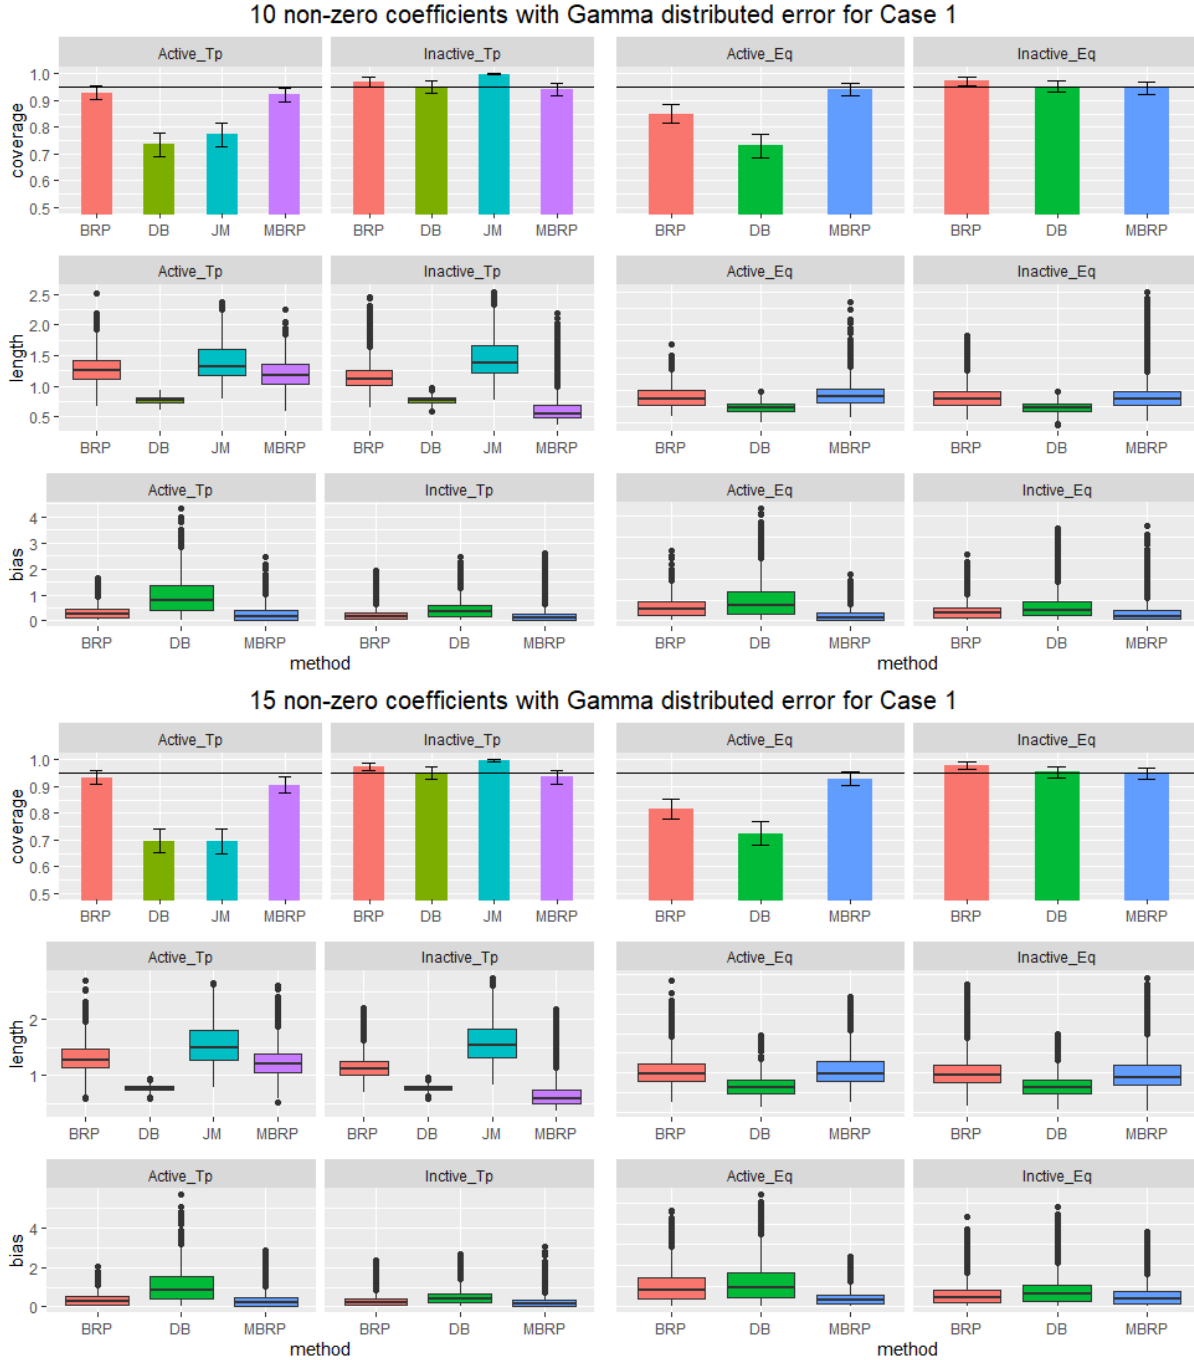 10 non-zero coefficients with Gamma distributed error for Case 1
Active_Tp Inactive_Tp Active_Eq Inactive_Eq
coverage
1.0
0.9
0.8
0.7
0.6
0.5
BRP DB JM MBRP BRP DB JM MBRP BRP DB MBRP BRP DB MBRP
Active_Tp Inactive_Tp Active_Eq Inactive_Eq
length
2.5
2.0
1.5
1.0
0.5
BRP DB JM MBRP BRP DB JM MBRP BRP DB MBRP BRP DB MBRP
Active_Tp Inctive_Tp Active_Eq Inctive_Eq
bias
4
3
2
1
0
BRP DB MBRP BRP DB MBRP BRP DB MBRP BRP DB MBRP
method method
15 non-zero coefficients with Gamma distributed error for Case 1
Active_Tp Inactive_Tp Active_Eq Inactive_Eq
coverage
1.0
0.9
0.8
0.7
0.6
0.5
BRP DB JM MBRP BRP DB JM MBRP BRP DB MBRP BRP DB MBRP
Active_Tp Inactive_Tp Active_Eq Inactive_Eq
length
2
1
BRP DB JM MBRP BRP DB JM MBRP BRP DB MBRP BRP DB MBRP
Active_Tp Inctive_Tp Active_Eq Inctive_Eq
bias
4
2
0
BRP DB MBRP BRP DB MBRP BRP DB MBRP BRP DB MBRP
method method